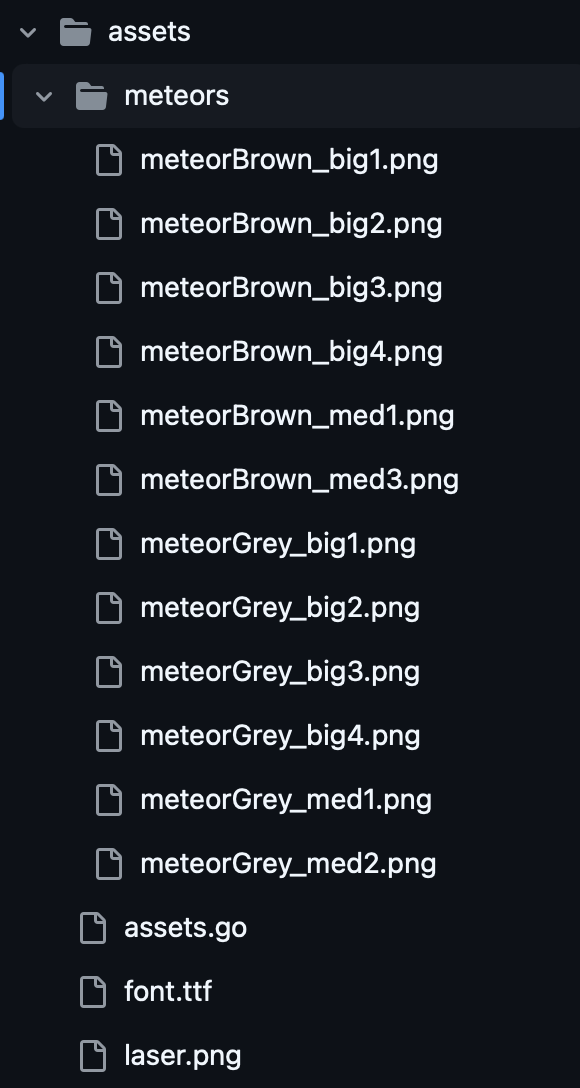 assets
meteors
meteorBrown_big1.png
meteorBrown_big2.png
meteorBrown_big3.png
meteorBrown_big4.png
meteorBrown_med1.png
meteorBrown_med3.png
meteorGrey_big1.png
meteorGrey_big2.png
meteorGrey_big3.png
meteorGrey_big4.png
meteorGrey_med1.png
meteorGrey_med2.png
assets.go
font.ttf
laser.png